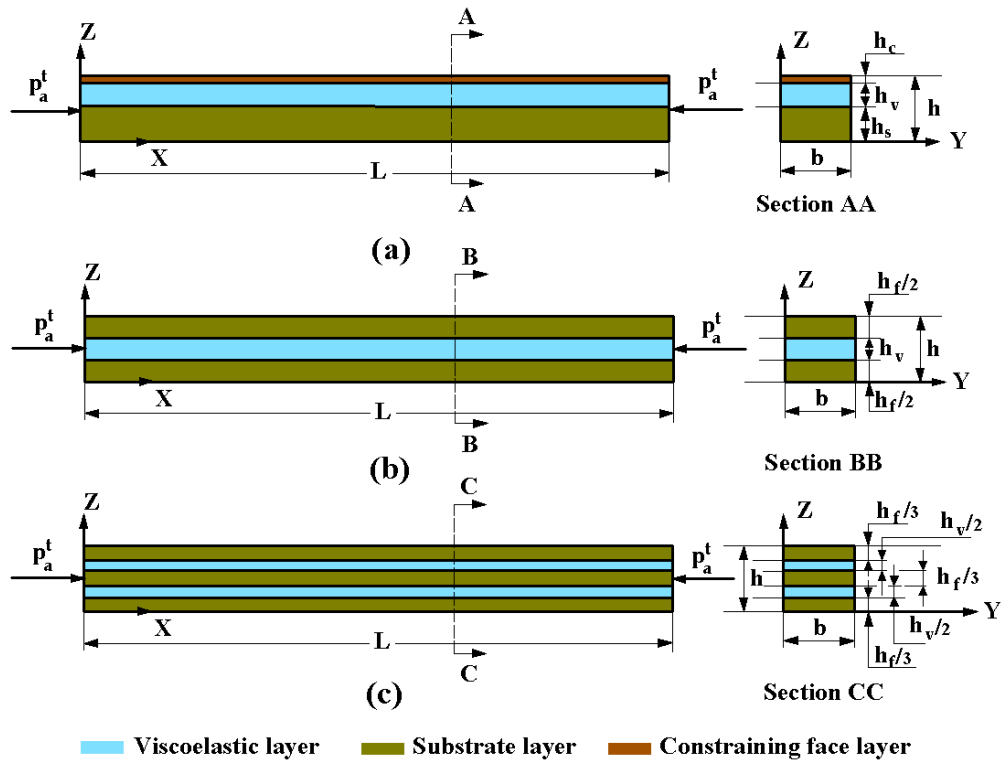 Z A Z h_c
p_a^t p_a^t h_v h
h_s
X Y
L b
A Section AA
(a)
B
Z Z h_f/2
p_a^t p_a^t h_v h
X Y
L b h_f/2
B
(b) Section BB
C
Z Z h_f/3 h_v/2
p_a^t p_a^t h h_f/3
X Y
L b h_v/2
C h_f/3
(c) Section CC
Viscoelastic layer Substrate layer Constraining face layer